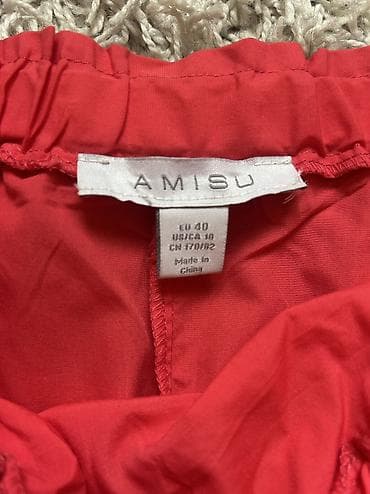 AMISU
EU 40
US/CA 10
CN 170/82
Made in
China